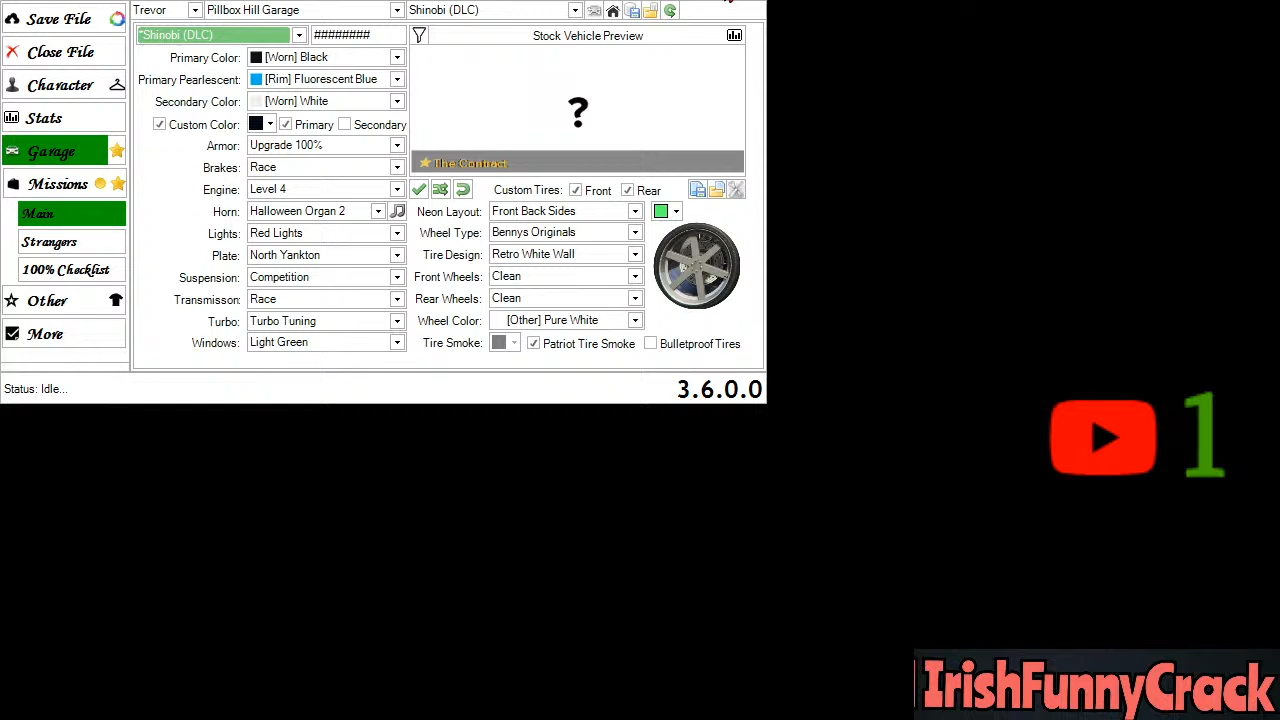 Save File
Close File
Character
Stats
Garage
Missions
Main
Strangers
100% Checklist
Other
More
Trevor
Pillbox Hill Garage
Shinobi (DLC)
*Shinobi (DLC)
########
Primary Color: [Worn] Black
Primary Pearlescent: [Rim] Fluorescent Blue
Secondary Color: [Worn] White
Custom Color: Primary Secondary
Armor: Upgrade 100%
Brakes: Race
Engine: Level 4
Horn: Halloween Organ 2
Lights: Red Lights
Plate: North Yankton
Suspension: Competition
Transmisson: Race
Turbo: Turbo Tuning
Windows: Light Green
Stock Vehicle Preview
?
The Contract
Custom Tires: Front Rear
Neon Layout: Front Back Sides
Wheel Type: Bennys Originals
Tire Design: Retro White Wall
Front Wheels: Clean
Rear Wheels: Clean
Wheel Color: [Other] Pure White
Tire Smoke: Patriot Tire Smoke Bulletproof Tires
Status: Idle...
3.6.0.0
1
IrishFunnyCrack